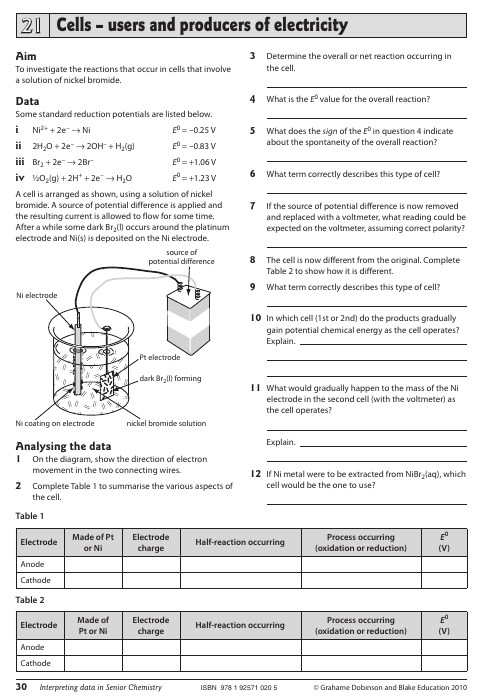 21 Cells – users and producers of electricity
Aim
To investigate the reactions that occur in cells that involve
a solution of nickel bromide.
Data
Some standard reduction potentials are listed below.
i Ni²⁺ + 2e⁻ → Ni E⁰ = –0.25 V
ii 2H₂O + 2e⁻ → 2OH⁻ + H₂(g) E⁰ = –0.83 V
iii Br₂ + 2e⁻ → 2Br⁻ E⁰ = +1.06 V
iv ½O₂(g) + 2H⁺ + 2e⁻ → H₂O E⁰ = +1.23 V
A cell is arranged as shown, using a solution of nickel
bromide. A source of potential difference is applied and
the resulting current is allowed to flow for some time.
After a while some dark Br₂(l) occurs around the platinum
electrode and Ni(s) is deposited on the Ni electrode.
source of
potential difference
Ni electrode
Pt electrode
dark Br₂(l) forming
Ni coating on electrode
nickel bromide solution
Analysing the data
1 On the diagram, show the direction of electron
movement in the two connecting wires.
2 Complete Table 1 to summarise the various aspects of
the cell.
3 Determine the overall or net reaction occurring in
the cell.
4 What is the E⁰ value for the overall reaction?
5 What does the sign of the E⁰ in question 4 indicate
about the spontaneity of the overall reaction?
6 What term correctly describes this type of cell?
7 If the source of potential difference is now removed
and replaced with a voltmeter, what reading could be
expected on the voltmeter, assuming correct polarity?
8 The cell is now different from the original. Complete
Table 2 to show how it is different.
9 What term correctly describes this type of cell?
10 In which cell (1st or 2nd) do the products gradually
gain potential chemical energy as the cell operates?
Explain.
11 What would gradually happen to the mass of the Ni
electrode in the second cell (with the voltmeter) as
the cell operates?
Explain.
12 If Ni metal were to be extracted from NiBr₂(aq), which
cell would be the one to use?
Table 1
Electrode Made of Pt or Ni Electrode charge Half-reaction occurring Process occurring (oxidation or reduction) E⁰ (V)
Anode
Cathode
Table 2
Electrode Made of Pt or Ni Electrode charge Half-reaction occurring Process occurring (oxidation or reduction) E⁰ (V)
Anode
Cathode
30 Interpreting data in Senior Chemistry ISBN 978 1 92571 020 5 © Grahame Dobinson and Blake Education 2010